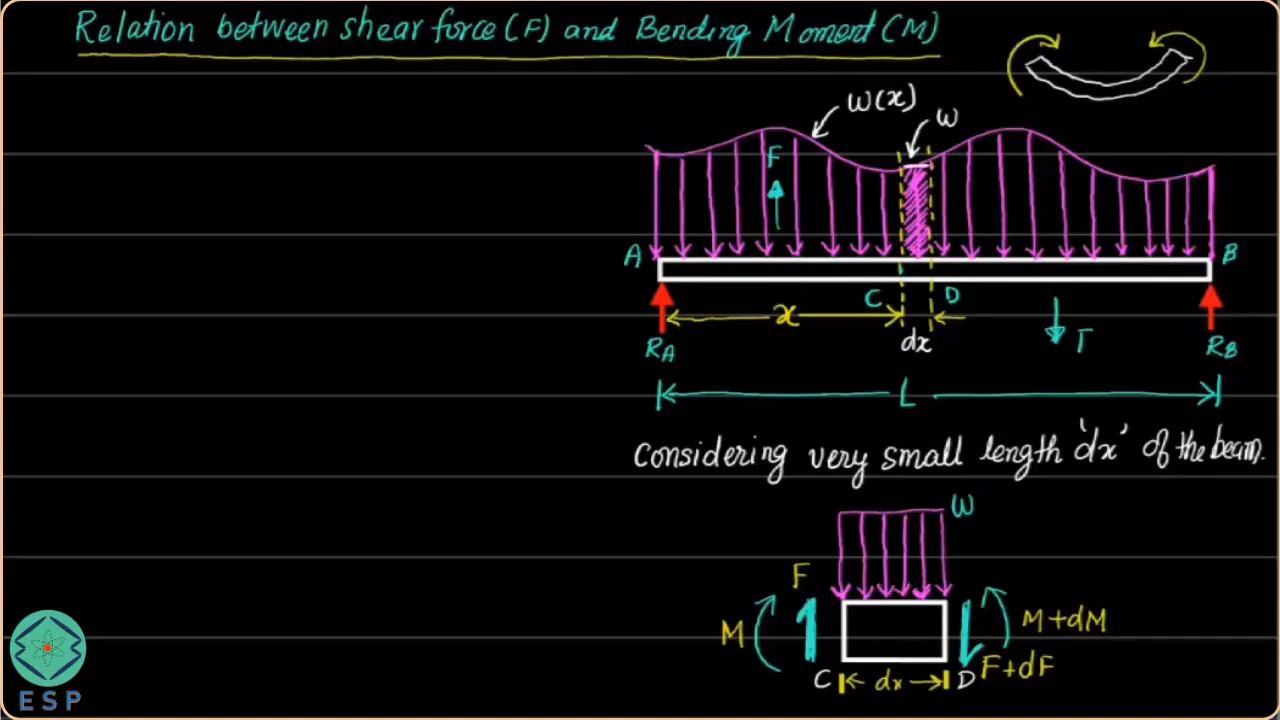 Relation between shear force (F) and Bending Moment (M)
w(x)
w
F
A
B
C
D
x
dx
F
RA
RB
L
Considering very small length 'dx' of the beam.
w
F
M
M+dM
F+dF
C
dx
D
ESP